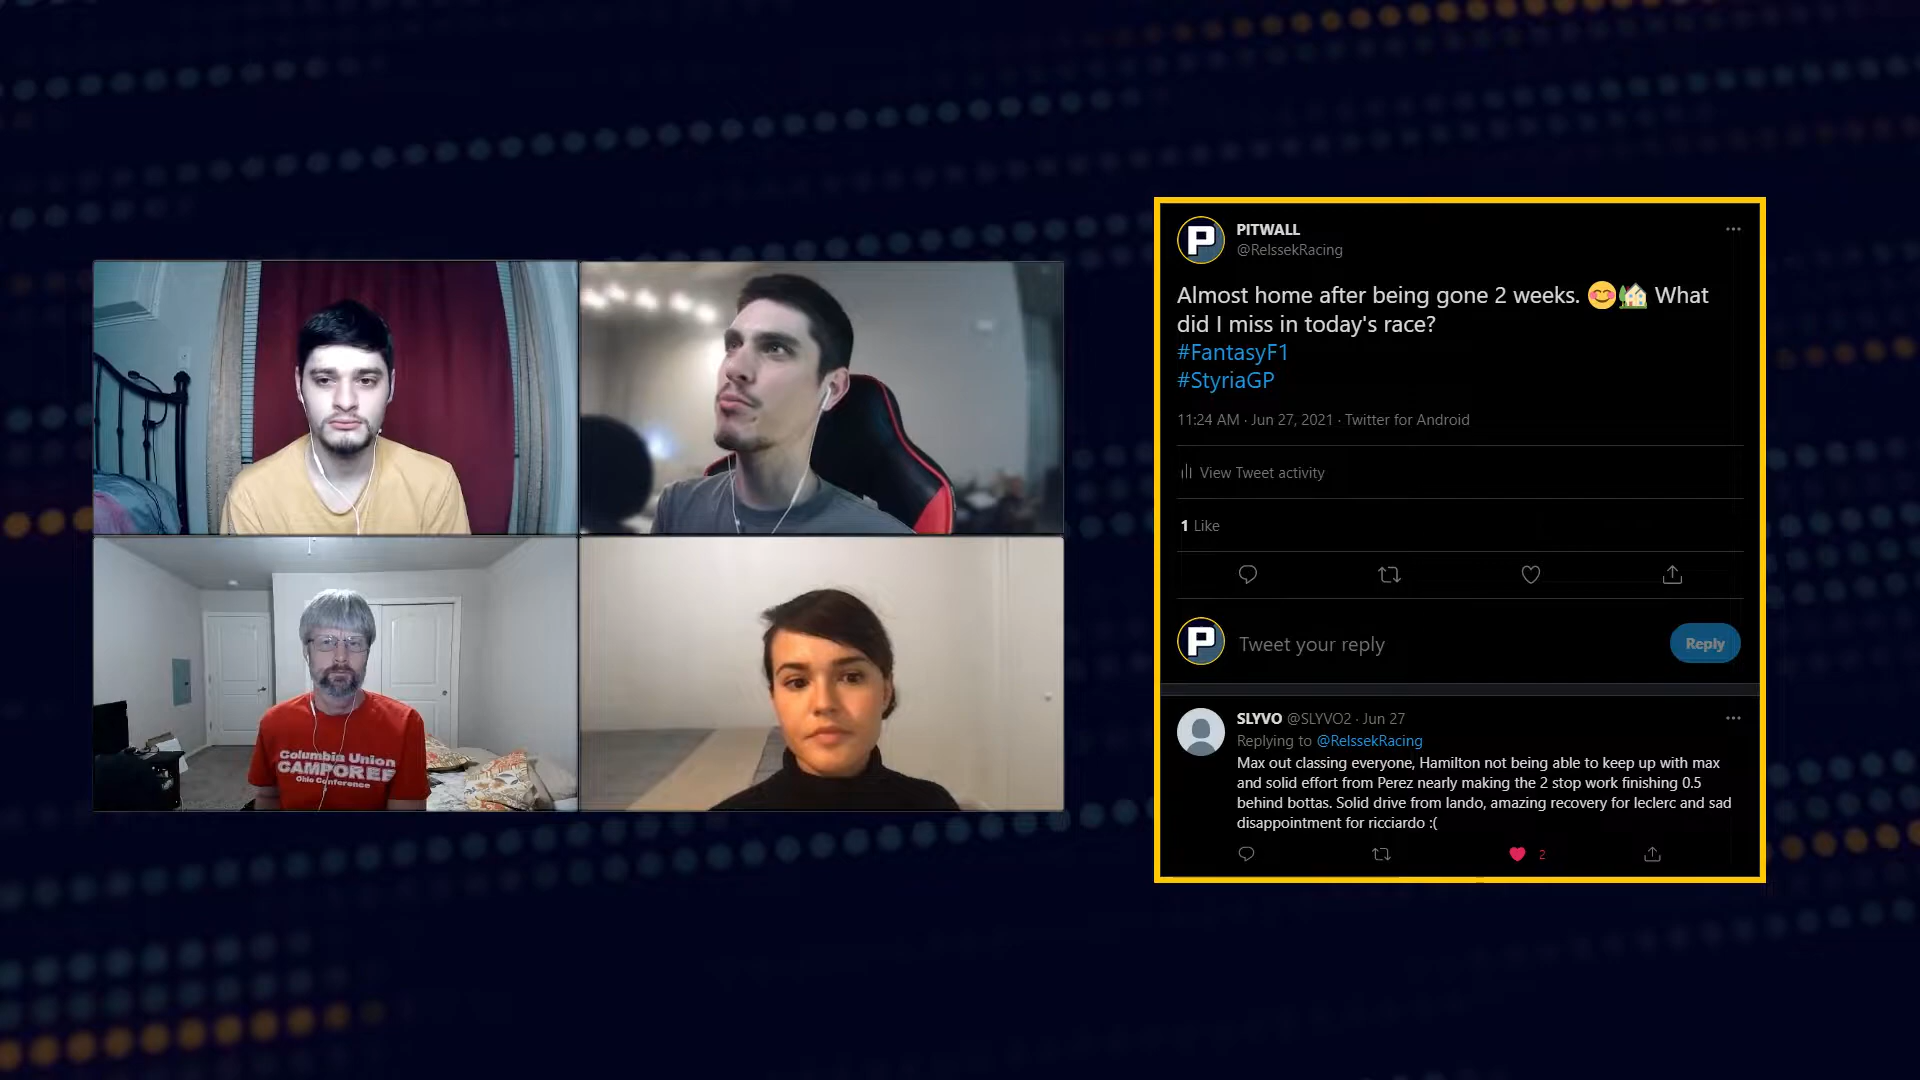 Columbia Union
CAMPOREE
Ohio Conference
P
PITWALL
@RelssekRacing
Almost home after being gone 2 weeks. 😊🏡 What
did I miss in today's race?
#FantasyF1
#StyriaGP
11:24 AM · Jun 27, 2021 · Twitter for Android
View Tweet activity
1 Like
P
Tweet your reply
Reply
SLYVO @SLYVO2 · Jun 27
Replying to @RelssekRacing
Max out classing everyone, Hamilton not being able to keep up with max
and solid effort from Perez nearly making the 2 stop work finishing 0.5
behind bottas. Solid drive from lando, amazing recovery for leclerc and sad
disappointment for ricciardo :(
2